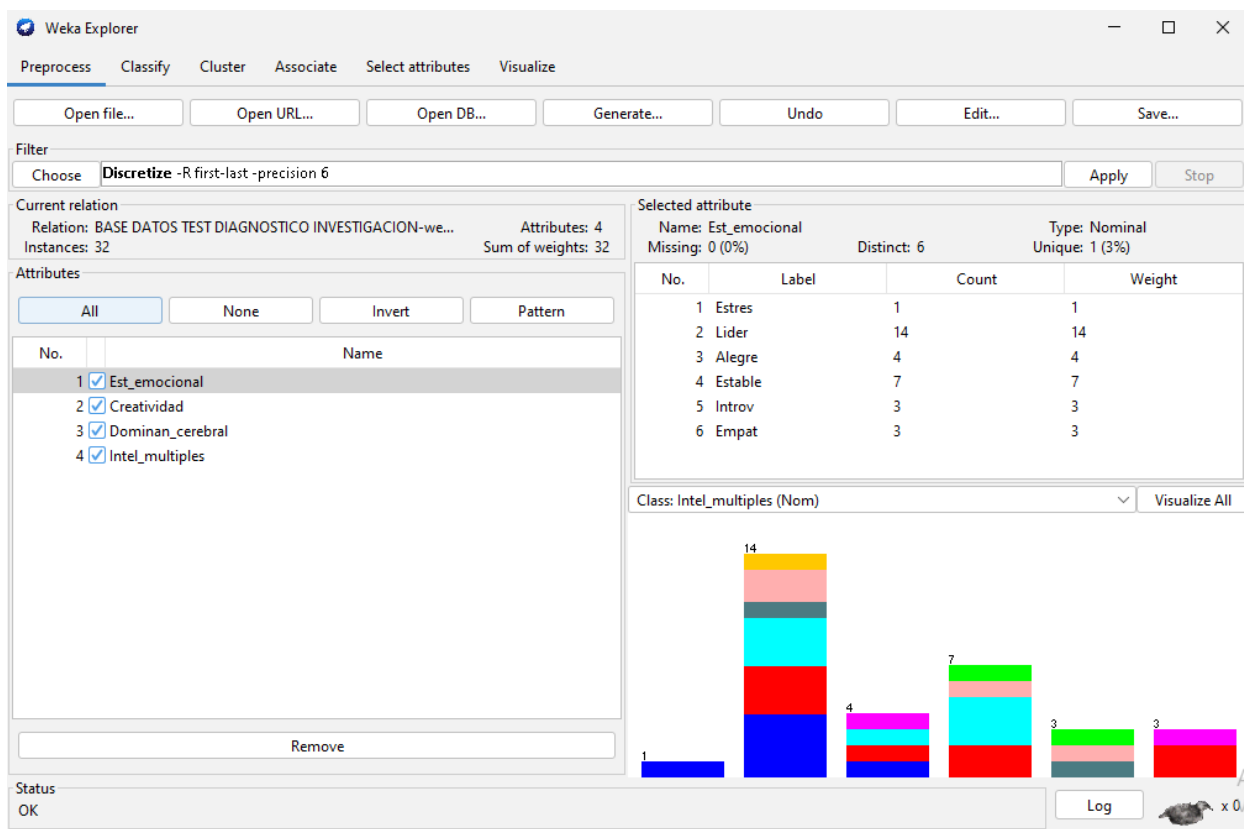 Weka Explorer
Preprocess Classify Cluster Associate Select attributes Visualize
Open file... Open URL... Open DB... Generate... Undo Edit... Save...
Filter
Choose Discretize -R first-last -precision 6 Apply Stop
Current relation
Relation: BASE DATOS TEST DIAGNOSTICO INVESTIGACION-we... Attributes: 4
Instances: 32 Sum of weights: 32
Attributes
All None Invert Pattern
No. Name
1 Est_emocional
2 Creatividad
3 Dominan_cerebral
4 Intel_multiples
Remove
Selected attribute
Name: Est_emocional Type: Nominal
Missing: 0 (0%) Distinct: 6 Unique: 1 (3%)
No. Label Count Weight
1 Estres 1 1
2 Lider 14 14
3 Alegre 4 4
4 Estable 7 7
5 Introv 3 3
6 Empat 3 3
Class: Intel_multiples (Nom) Visualize All
1 14 4 7 3 3
Status
OK Log x 0